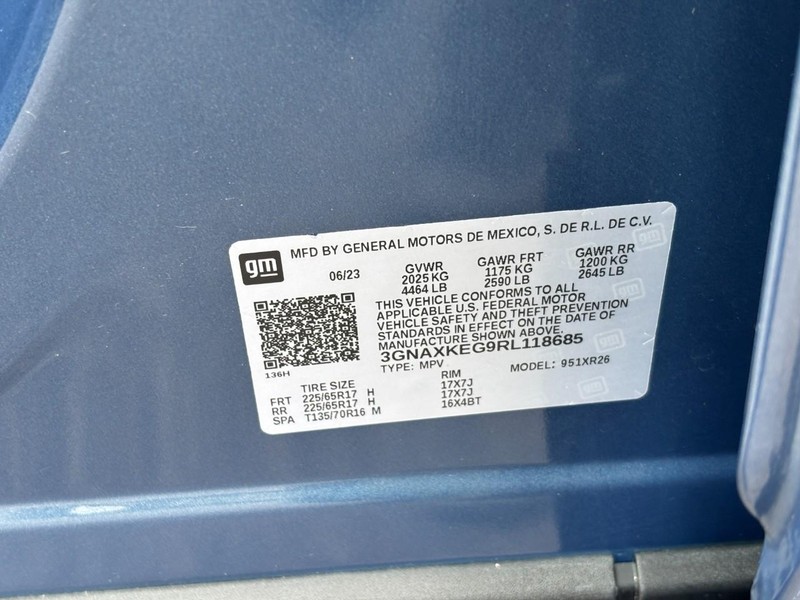 gm
MFD BY GENERAL MOTORS DE MEXICO, S. DE R.L. DE C.V.
06/23 GVWR GAWR FRT GAWR RR
2025 KG 1175 KG 1200 KG
4464 LB 2590 LB 2645 LB
THIS VEHICLE CONFORMS TO ALL
APPLICABLE U.S. FEDERAL MOTOR
VEHICLE SAFETY AND THEFT PREVENTION
STANDARDS IN EFFECT ON THE DATE OF
MANUFACTURE SHOWN ABOVE.
3GNAXKEG9RL118685
136H
TYPE: MPV MODEL: 951XR26
TIRE SIZE RIM
FRT 225/65R17 H 17X7J
RR 225/65R17 H 17X7J
SPA T135/70R16 M 16X4BT